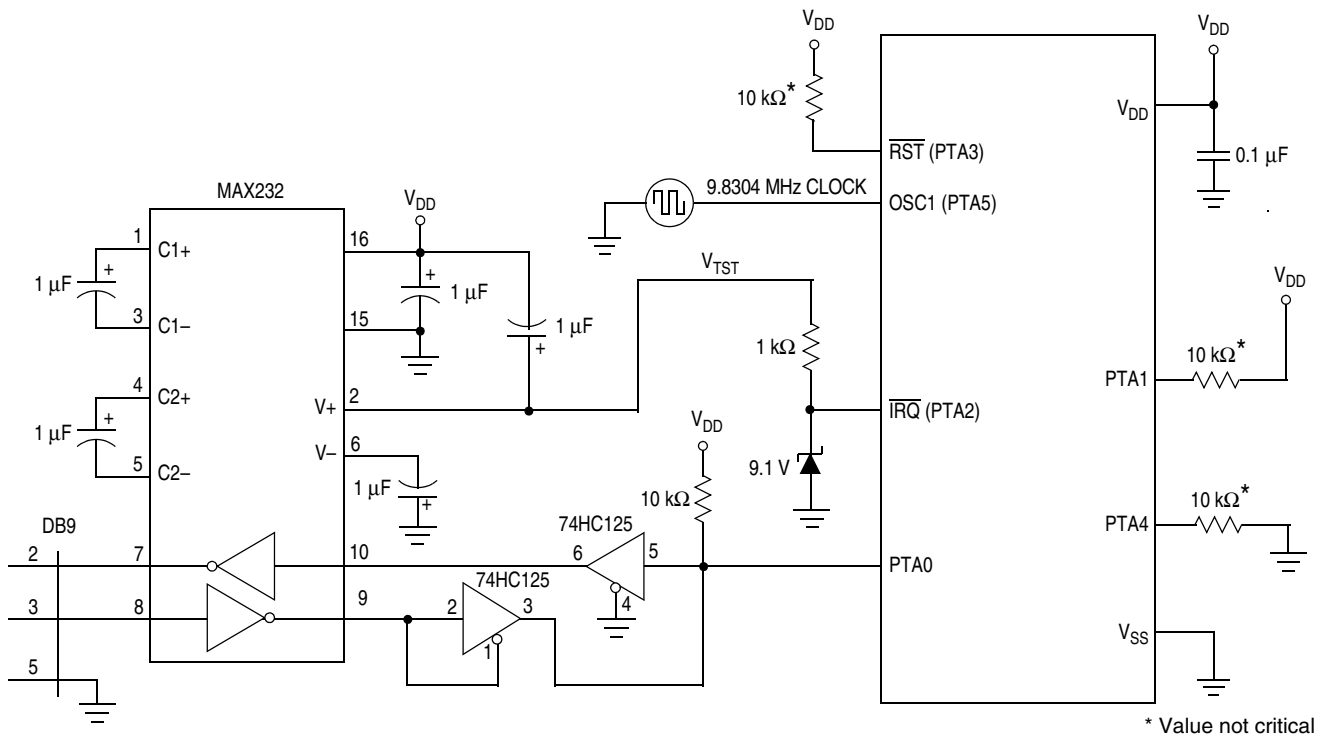 V_DD
V_DD
10 kΩ*
V_DD
0.1 μF
RST (PTA3)
9.8304 MHz CLOCK
OSC1 (PTA5)
MAX232
V_DD
1
C1+
16
+
1 μF
+
1 μF
V_TST
V_DD
3
C1–
15
1 μF
+
1 kΩ
10 kΩ*
PTA1
4
C2+
V+
2
IRQ (PTA2)
+
1 μF
V–
6
V_DD
9.1 V
5
C2–
1 μF
+
10 kΩ
10 kΩ*
PTA4
DB9
74HC125
2
7
10
6
5
PTA0
74HC125
4
3
8
9
2
3
1
V_SS
5
* Value not critical